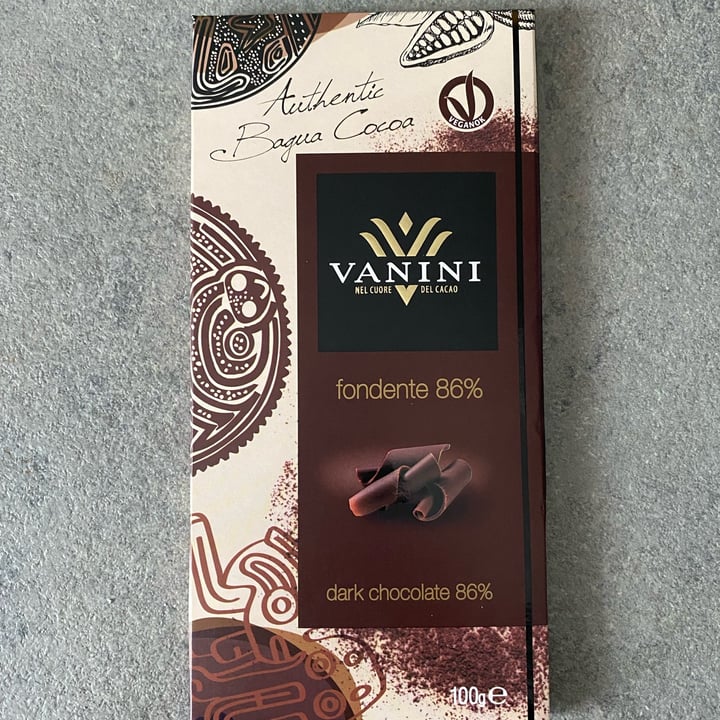 Authentic
Bagua Cocoa
VEGANOK
VANINI
NEL CUORE DEL CACAO
fondente 86%
dark chocolate 86%
100g ℮